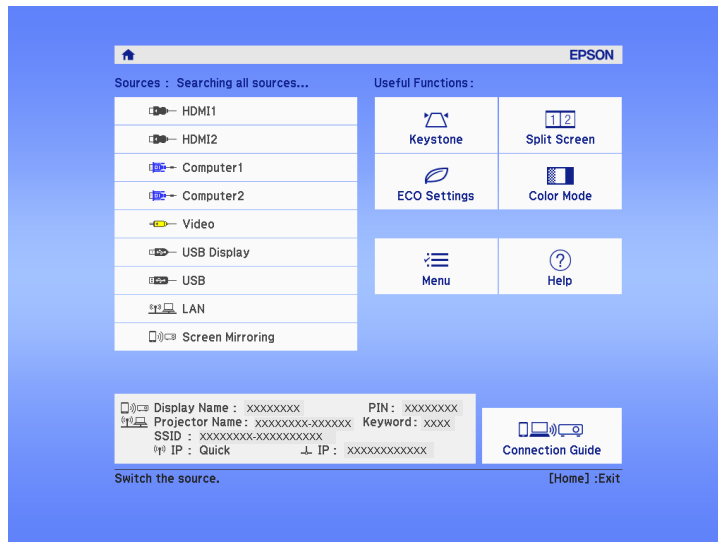 EPSON
Sources : Searching all sources...
Useful Functions :
HDMI1
HDMI2
Computer1
Computer2
Video
USB Display
USB
LAN
Screen Mirroring
Keystone
1 2
Split Screen
ECO Settings
Color Mode
Menu
?
Help
Display Name : XXXXXXXX PIN : XXXXXXXX
Projector Name : XXXXXXXX-XXXXXX Keyword : XXXX
SSID : XXXXXXXX-XXXXXXXXXX
IP : Quick IP : XXXXXXXXXXXX
Connection Guide
Switch the source. [Home] :Exit